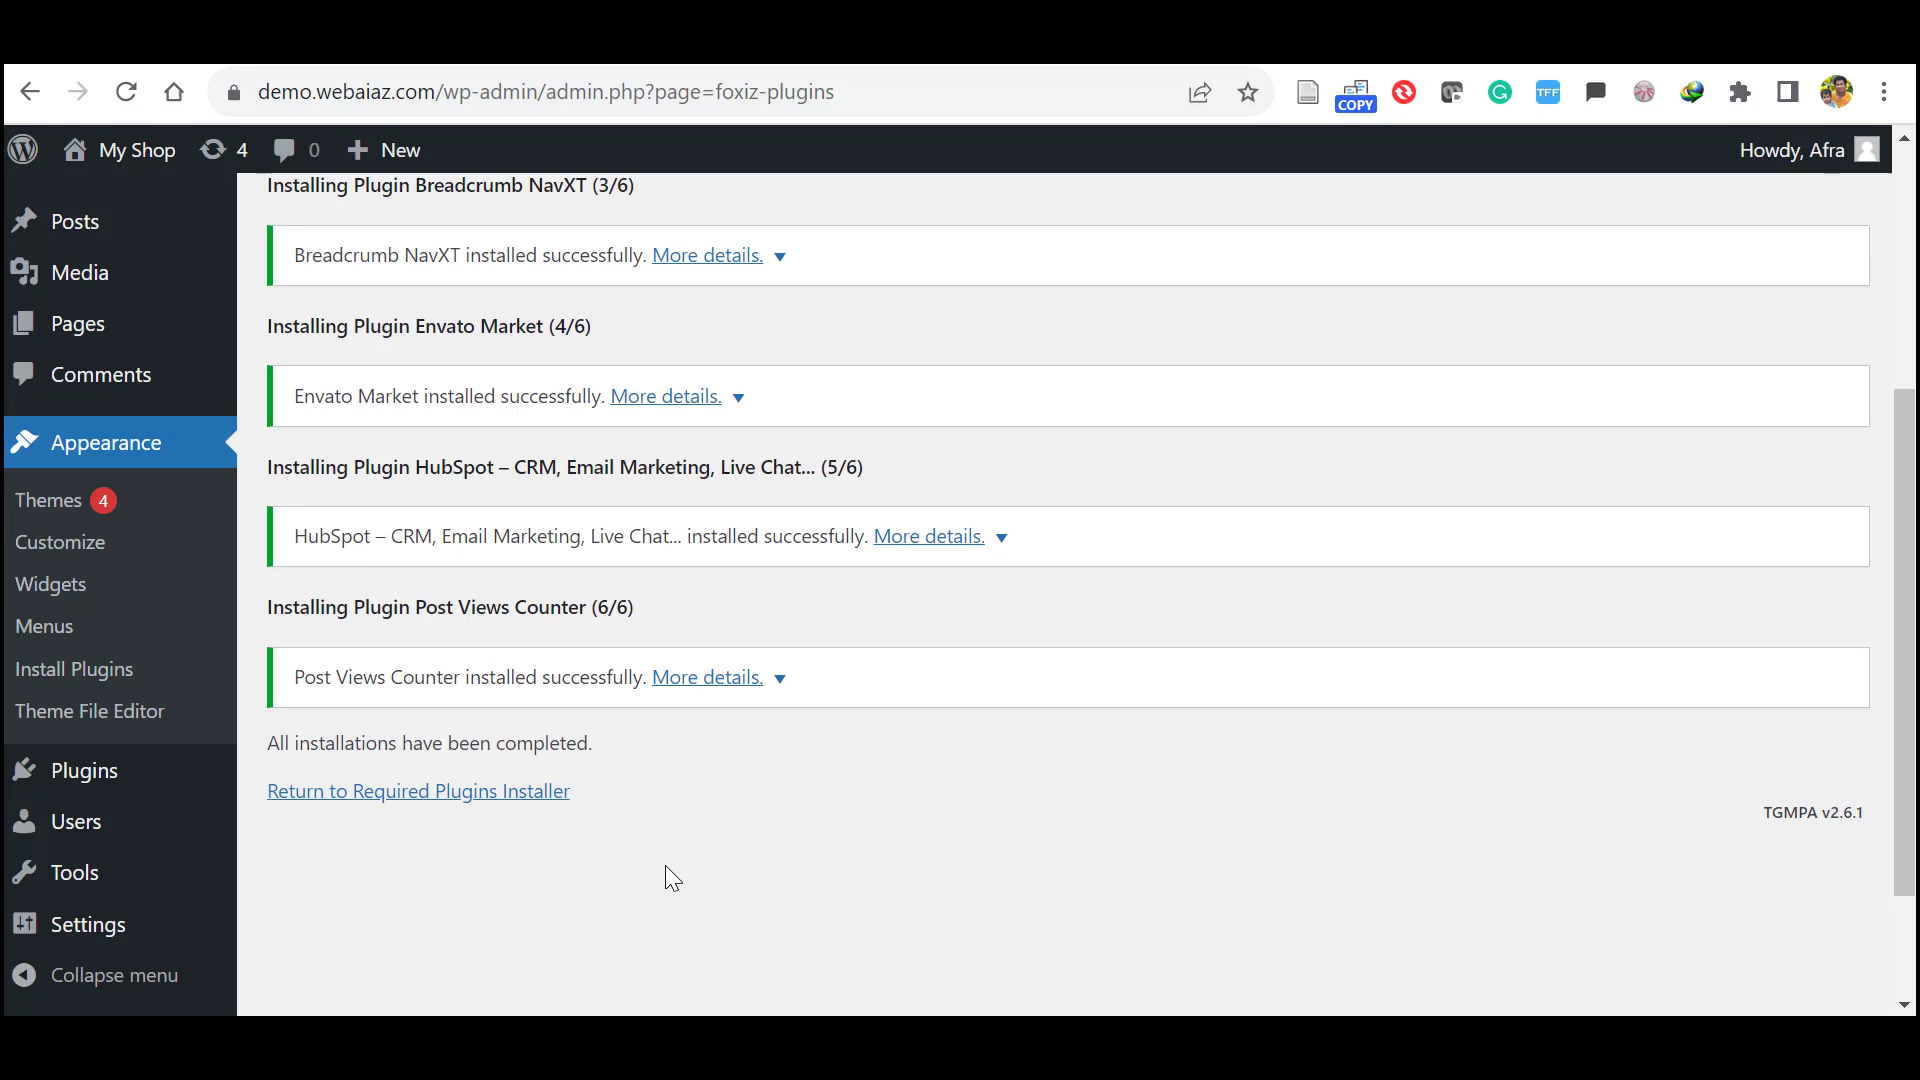 demo.webaiaz.com/wp-admin/admin.php?page=foxiz-plugins
COPY
TFF
My Shop 4 0 New
Howdy, Afra
Posts
Media
Pages
Comments
Appearance
Themes 4
Customize
Widgets
Menus
Install Plugins
Theme File Editor
Plugins
Users
Tools
Settings
Collapse menu
Installing Plugin Breadcrumb NavXT (3/6)
Breadcrumb NavXT installed successfully. More details.
Installing Plugin Envato Market (4/6)
Envato Market installed successfully. More details.
Installing Plugin HubSpot – CRM, Email Marketing, Live Chat... (5/6)
HubSpot – CRM, Email Marketing, Live Chat... installed successfully. More details.
Installing Plugin Post Views Counter (6/6)
Post Views Counter installed successfully. More details.
All installations have been completed.
Return to Required Plugins Installer
TGMPA v2.6.1